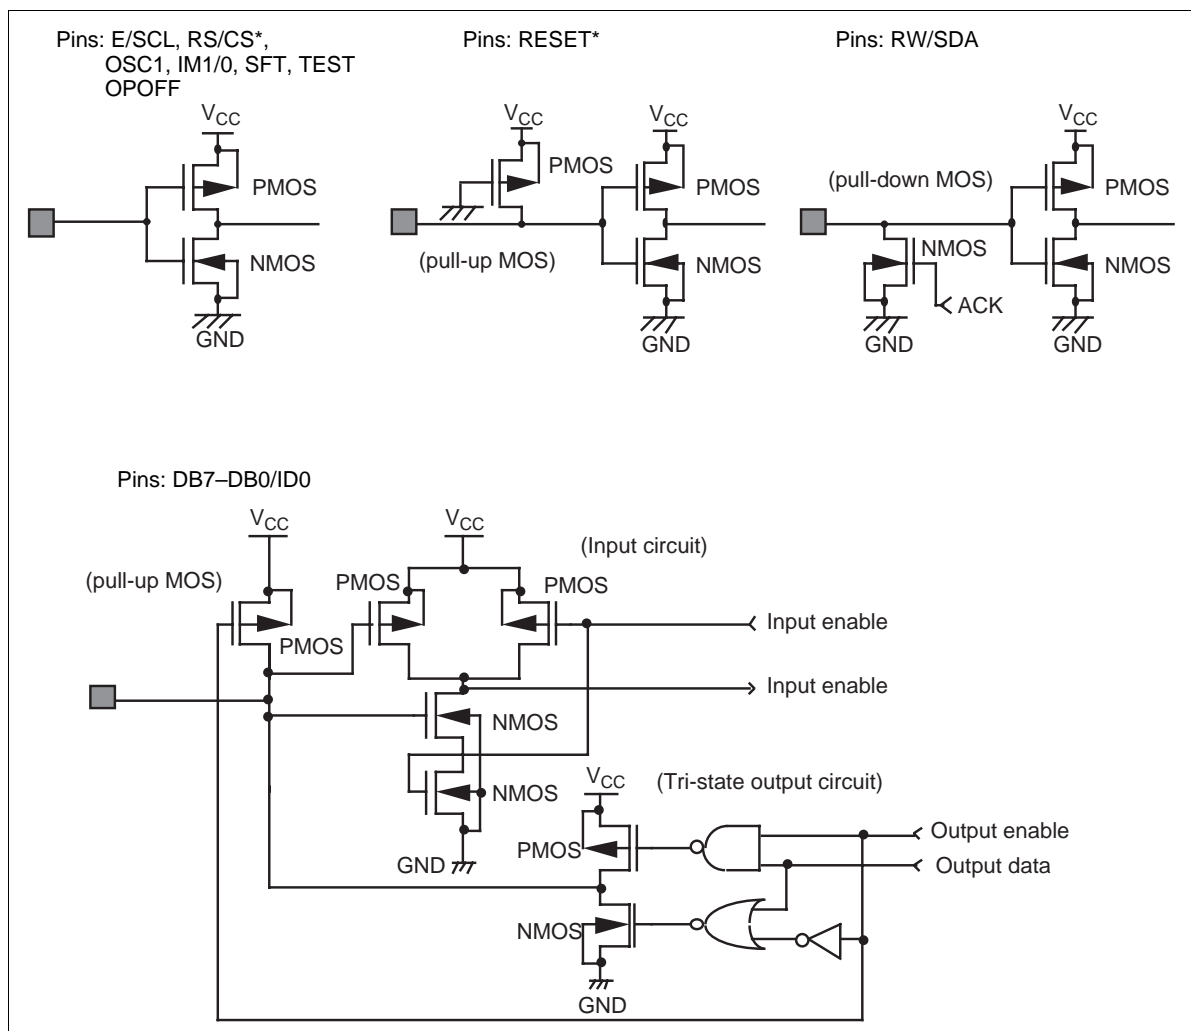 Pins: E/SCL, RS/CS*,
OSC1, IM1/0, SFT, TEST
OPOFF
VCC
PMOS
NMOS
GND
Pins: RESET*
VCC
PMOS
VCC
PMOS
(pull-up MOS)
NMOS
GND
Pins: RW/SDA
VCC
(pull-down MOS)
PMOS
NMOS
NMOS
ACK
GND
GND
Pins: DB7–DB0/ID0
VCC
VCC
(Input circuit)
(pull-up MOS)
PMOS
PMOS
Input enable
PMOS
Input enable
NMOS
NMOS
VCC
(Tri-state output circuit)
Output enable
PMOS
GND
Output data
NMOS
GND